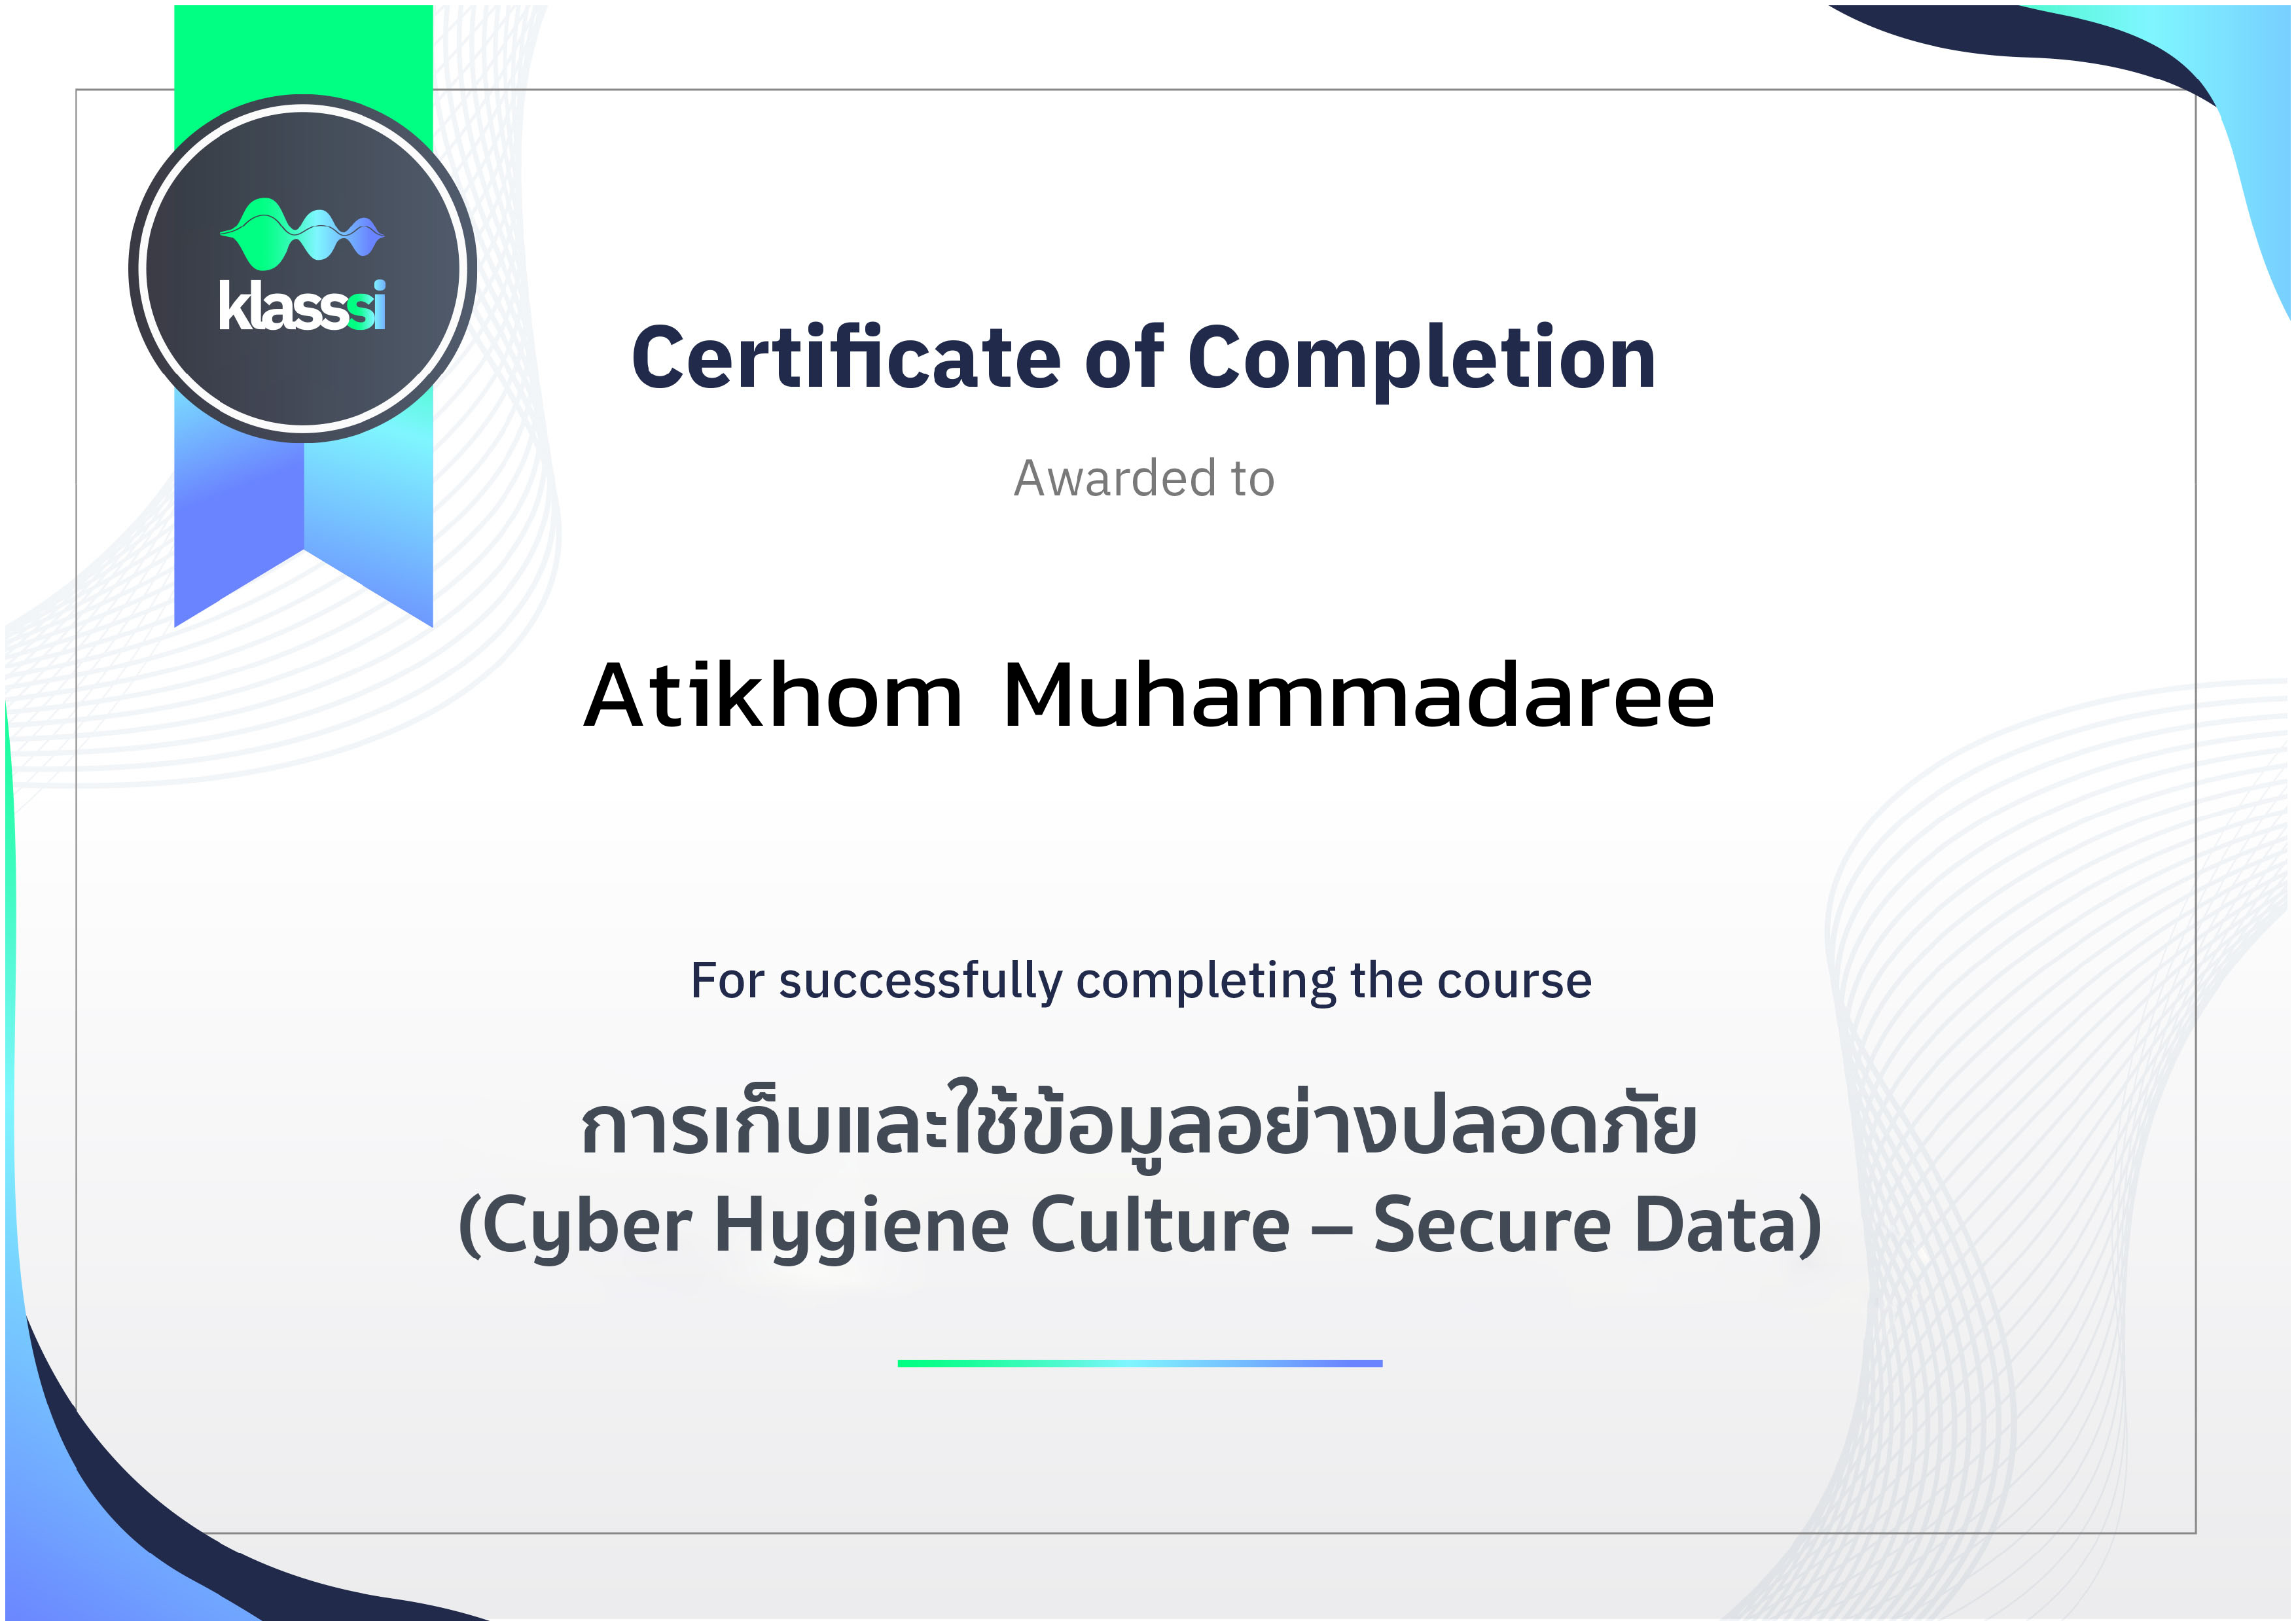 klasssi
Certificate of Completion
Awarded to
Atikhom Muhammadaree
For successfully completing the course
การเก็บและใช้ข้อมูลอย่างปลอดภัย
(Cyber Hygiene Culture – Secure Data)